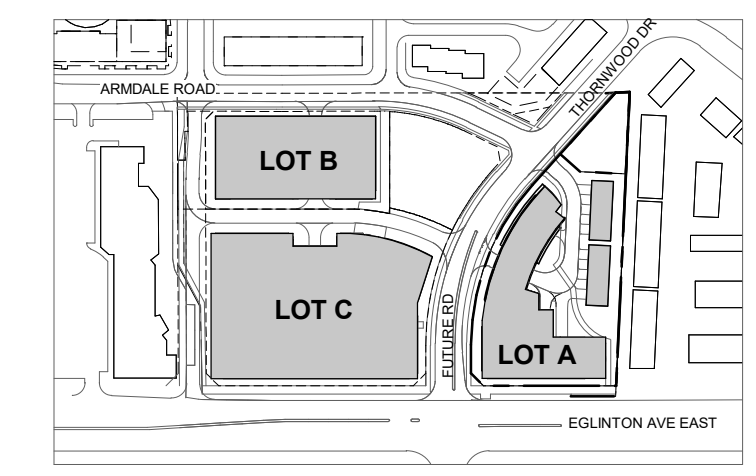 THORNWOOD DR
ARMDALE ROAD
LOT B
LOT C
FUTURE RD
LOT A
EGLINTON AVE EAST